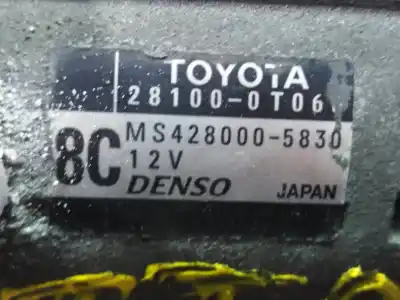 TOYOTA
28100-0T06
8C
MS428000-5830
12V
DENSO JAPAN